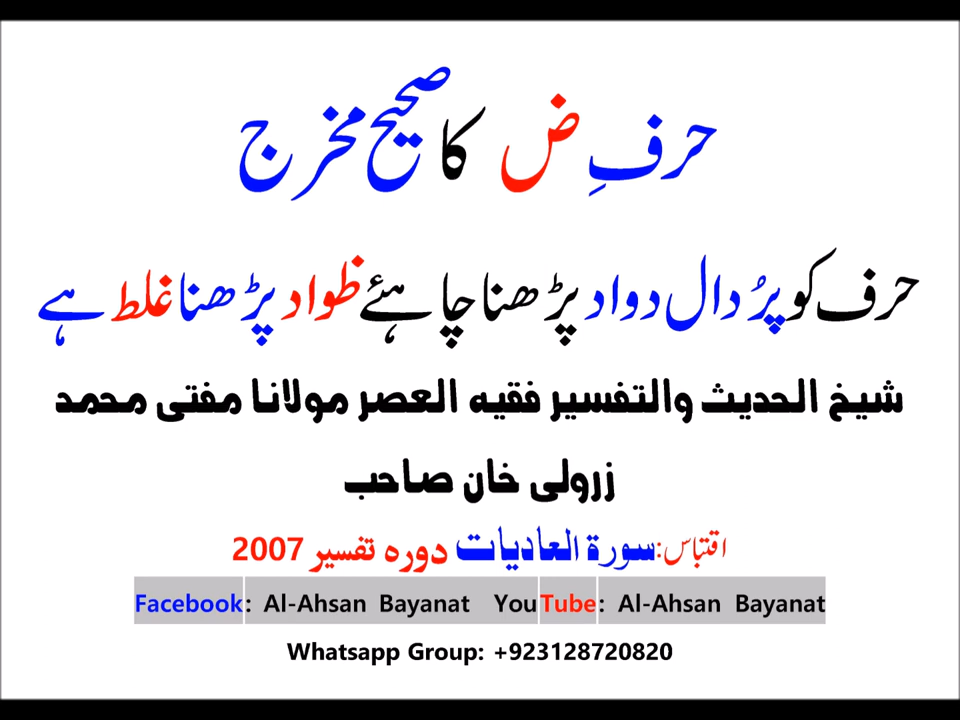 حرفِ ض کا صحیح مخرج
حرف کو پُر دال دواد پڑھنا چاہئے ظواد پڑھنا غلط ہے
شیخ الحدیث والتفسیر فقیہ العصر مولانا مفتی محمد
زرولی خان صاحب
اقتباس: سورۃ العادیات دورہ تفسیر 2007
Facebook: Al-Ahsan Bayanat YouTube: Al-Ahsan Bayanat
Whatsapp Group: +923128720820